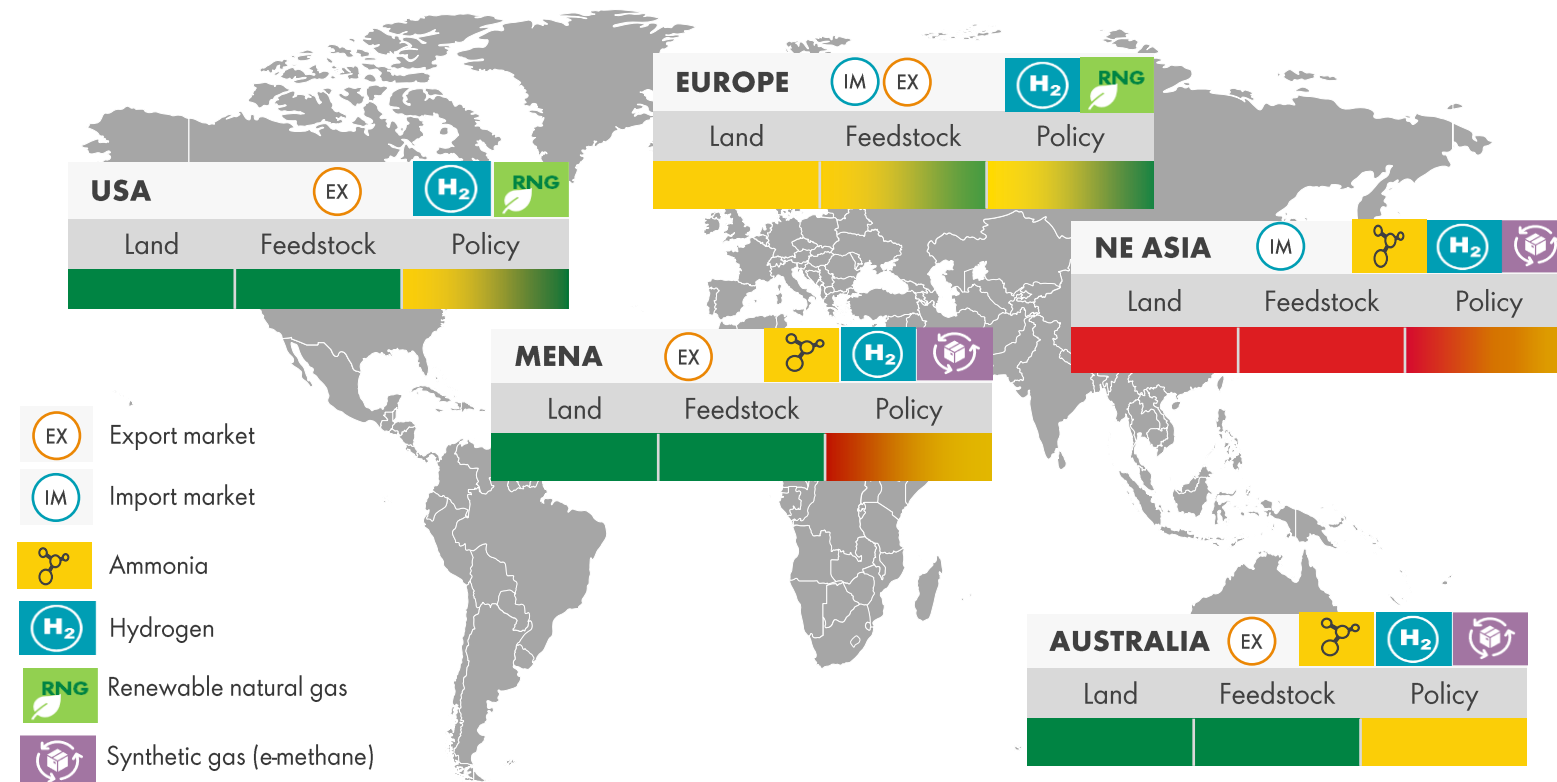 EUROPE IM EX H₂ RNG
Land Feedstock Policy
USA EX H₂ RNG
Land Feedstock Policy
NE ASIA IM H₂
Land Feedstock Policy
MENA EX H₂
Land Feedstock Policy
EX Export market
IM Import market
Ammonia
H₂ Hydrogen
RNG Renewable natural gas
Synthetic gas (e-methane)
AUSTRALIA EX H₂
Land Feedstock Policy